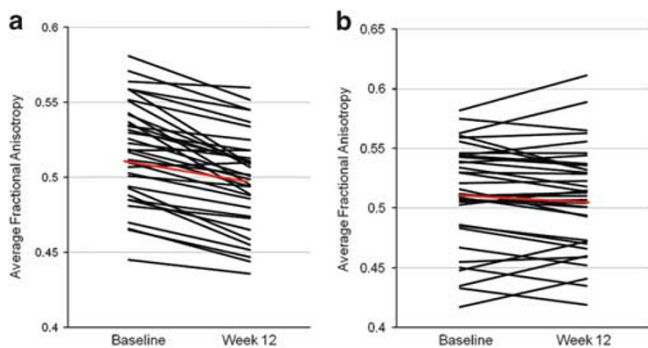 a
Average Fractional Anisotropy
0.6
0.55
0.5
0.45
0.4
Baseline
Week 12
b
Average Fractional Anisotropy
0.65
0.6
0.55
0.5
0.45
0.4
Baseline
Week 12